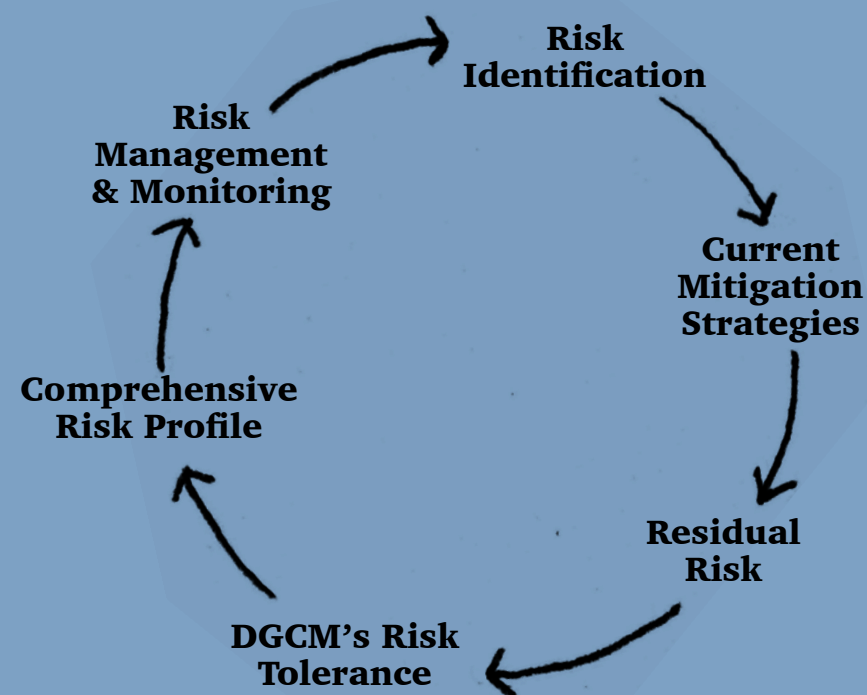 Risk
Identification
Current
Mitigation
Strategies
Residual
Risk
DGCM’s Risk
Tolerance
Comprehensive
Risk Profile
Risk
Management
& Monitoring